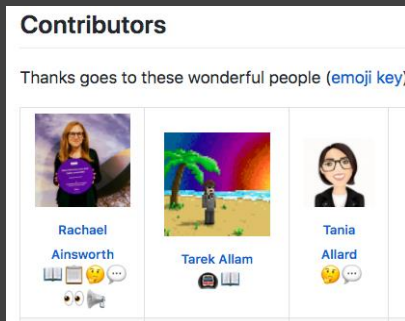 Contributors
Thanks goes to these wonderful people (emoji key)
Rachael
Ainsworth
📖📋🤔💬
👀📢
Tarek Allam
🚇📖
Tania
Allard
🤔💬